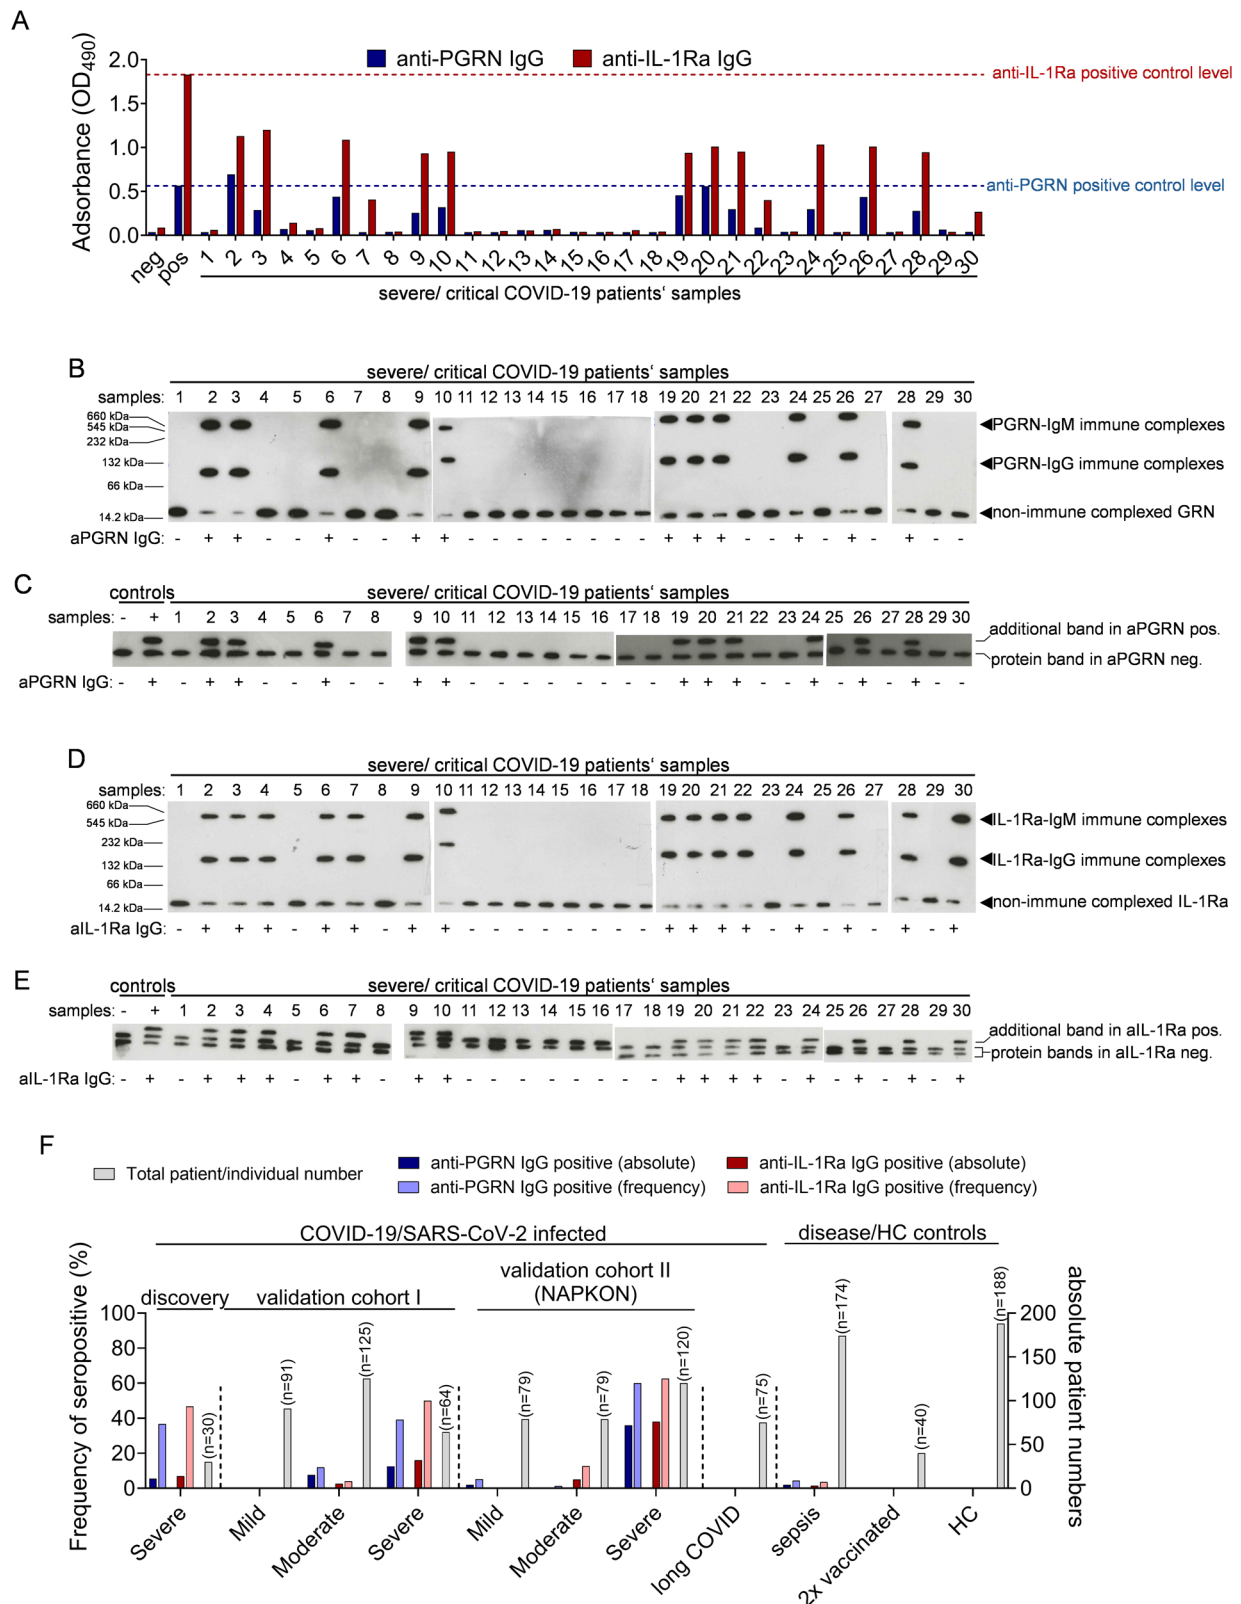 A
anti-PGRN IgG anti-IL-1Ra IgG
Adsorbance (OD490)
2.0
1.5
1.0
0.5
0.0
anti-IL-1Ra positive control level
anti-PGRN positive control level
neg pos 1 2 3 4 5 6 7 8 9 10 11 12 13 14 15 16 17 18 19 20 21 22 23 24 25 26 27 28 29 30
severe/ critical COVID-19 patients‘ samples
B
severe/ critical COVID-19 patients‘ samples
samples: 1 2 3 4 5 6 7 8 9 10 11 12 13 14 15 16 17 18 19 20 21 22 23 24 25 26 27 28 29 30
660 kDa
545 kDa
232 kDa
132 kDa
66 kDa
14.2 kDa
PGRN-IgM immune complexes
PGRN-IgG immune complexes
non-immune complexed GRN
aPGRN IgG: - + + - - + - - + + - - - - - - - - + + + - - + - + - + - -
C
controls severe/ critical COVID-19 patients‘ samples
samples: - + 1 2 3 4 5 6 7 8 9 10 11 12 13 14 15 16 17 18 19 20 21 22 23 24 25 26 27 28 29 30
additional band in aPGRN pos.
protein band in aPGRN neg.
aPGRN IgG: - + - + + - - + - - + + - - - - - - - - + + + - - + - + - + - -
D
severe/ critical COVID-19 patients‘ samples
samples: 1 2 3 4 5 6 7 8 9 10 11 12 13 14 15 16 17 18 19 20 21 22 23 24 25 26 27 28 29 30
660 kDa
545 kDa
232 kDa
132 kDa
66 kDa
14.2 kDa
IL-1Ra-IgM immune complexes
IL-1Ra-IgG immune complexes
non-immune complexed IL-1Ra
aIL-1Ra IgG: - + + + - + + - + + - - - - - - - - + + + + - + - + - + - +
E
controls severe/ critical COVID-19 patients‘ samples
samples: - + 1 2 3 4 5 6 7 8 9 10 11 12 13 14 15 16 17 18 19 20 21 22 23 24 25 26 27 28 29 30
additional band in aIL-1Ra pos.
protein bands in aIL-1Ra neg.
aIL-1Ra IgG: - + - + + + - + + - + + - - - - - - - - + + + + - + - + - + - +
F
Total patient/individual number
anti-PGRN IgG positive (absolute)
anti-PGRN IgG positive (frequency)
anti-IL-1Ra IgG positive (absolute)
anti-IL-1Ra IgG positive (frequency)
COVID-19/SARS-CoV-2 infected
disease/HC controls
discovery
validation cohort I
validation cohort II
(NAPKON)
Frequency of seropositive (%)
100
80
60
40
20
0
(n=30)
(n=91)
(n=125)
(n=64)
(n=79)
(n=79)
(n=120)
(n=75)
(n=174)
(n=40)
(n=188)
200
150
100
50
0
absolute patient numbers
Severe
Mild
Moderate
Severe
Mild
Moderate
Severe
long COVID
sepsis
2x vaccinated
HC